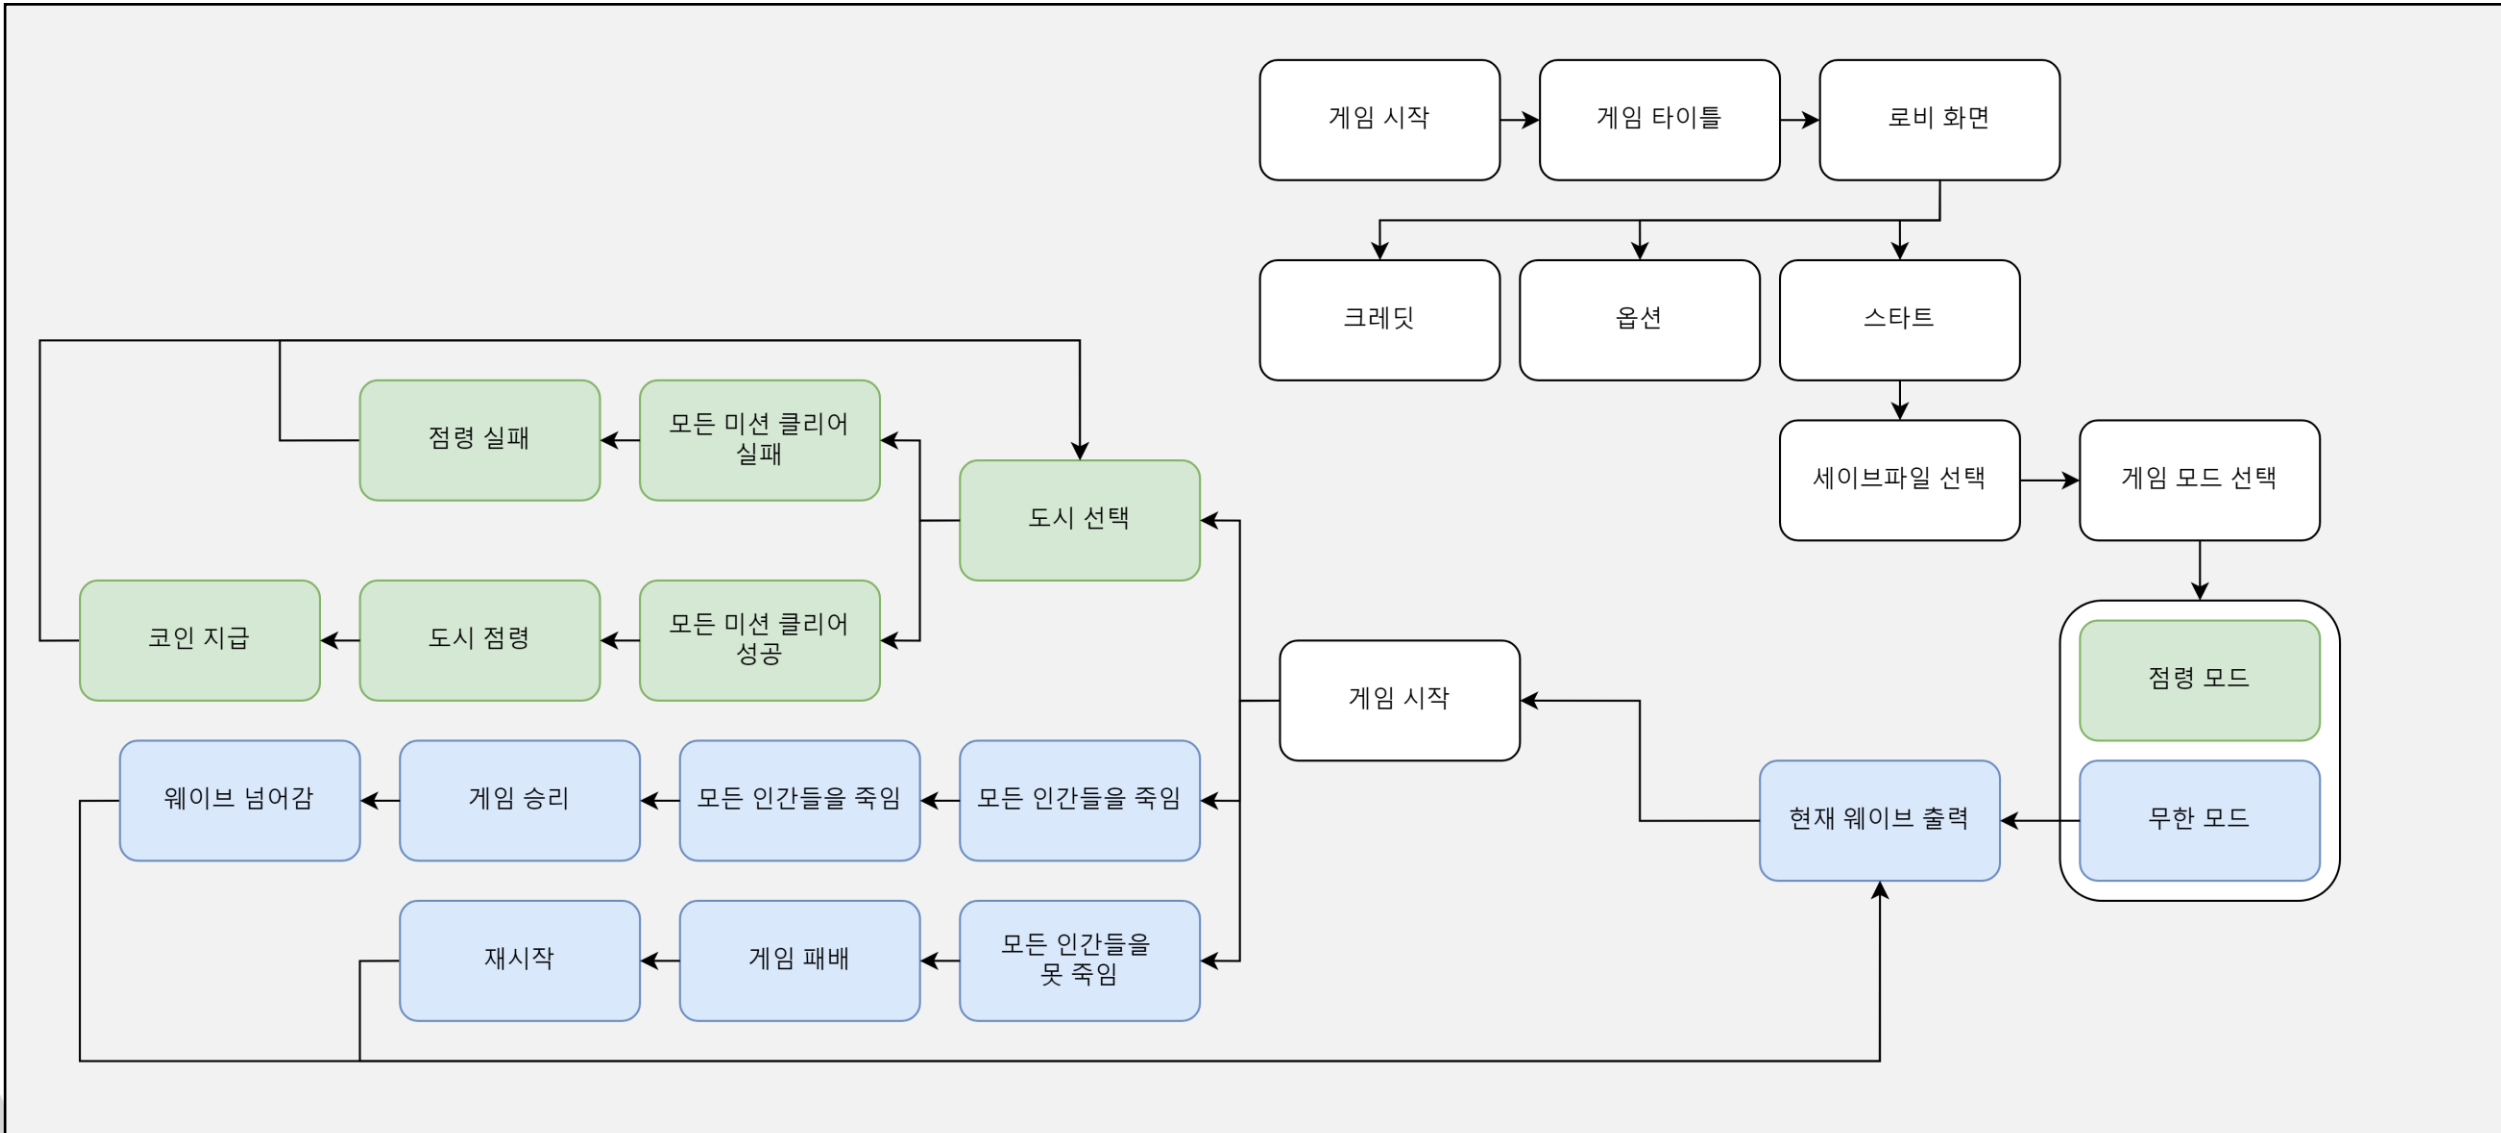 게임 시작
게임 타이틀
로비 화면
크레딧
옵션
스타트
세이브파일 선택
게임 모드 선택
점령 실패
모든 미션 클리어
실패
도시 선택
코인 지급
도시 점령
모든 미션 클리어
성공
게임 시작
점령 모드
무한 모드
현재 웨이브 출력
웨이브 넘어감
게임 승리
모든 인간들을 죽임
모든 인간들을 죽임
재시작
게임 패배
모든 인간들을
못 죽임